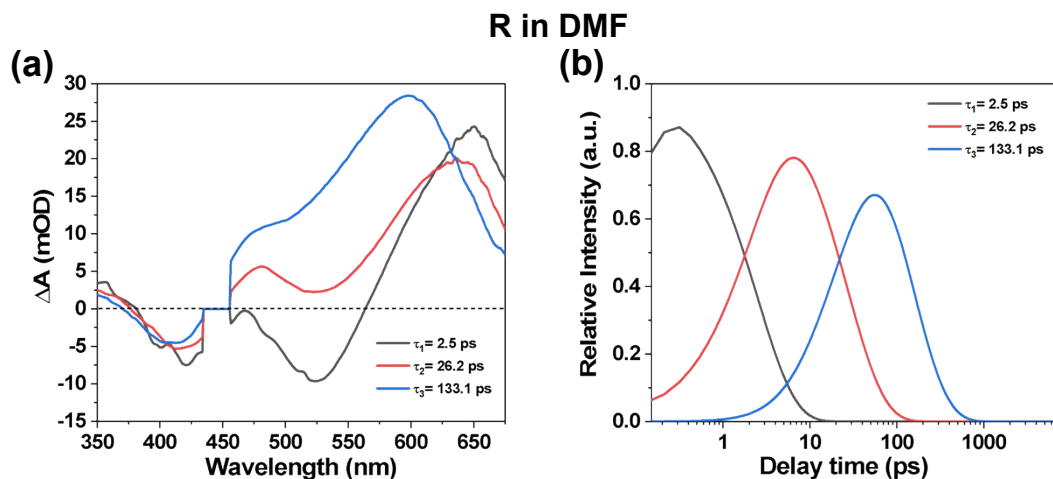 R in DMF
(a)
(b)
30
25
20
15
10
5
0
-5
-10
-15
ΔA (mOD)
τ1= 2.5 ps
τ2= 26.2 ps
τ3= 133.1 ps
350 400 450 500 550 600 650
Wavelength (nm)
1.0
0.8
0.6
0.4
0.2
0.0
Relative Intensity (a.u.)
τ1= 2.5 ps
τ2= 26.2 ps
τ3= 133.1 ps
1 10 100 1000
Delay time (ps)